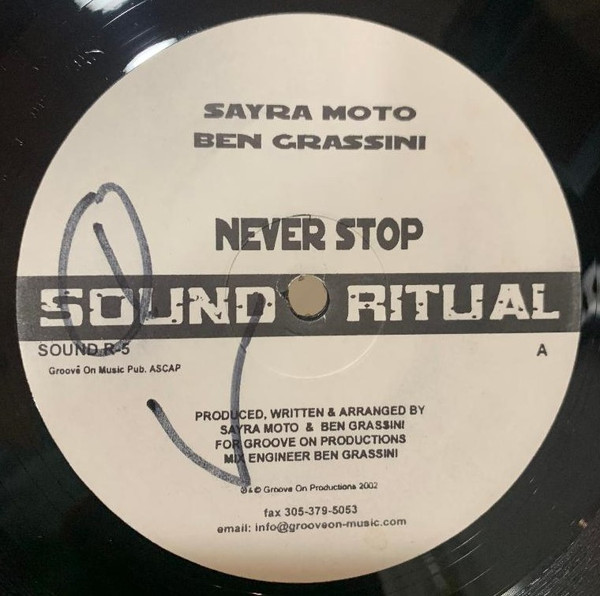 SAYRA MOTO
BEN GRASSINI
NEVER STOP
SOUND RITUAL
SOUND R-5
A
Groove On Music Pub. ASCAP
PRODUCED, WRITTEN & ARRANGED BY
SAYRA MOTO & BEN GRASSINI
FOR GROOVE ON PRODUCTIONS
MIX ENGINEER BEN GRASSINI
℗ & © Groove On Productions 2002
fax 305-379-5053
email: info@grooveon-music.com